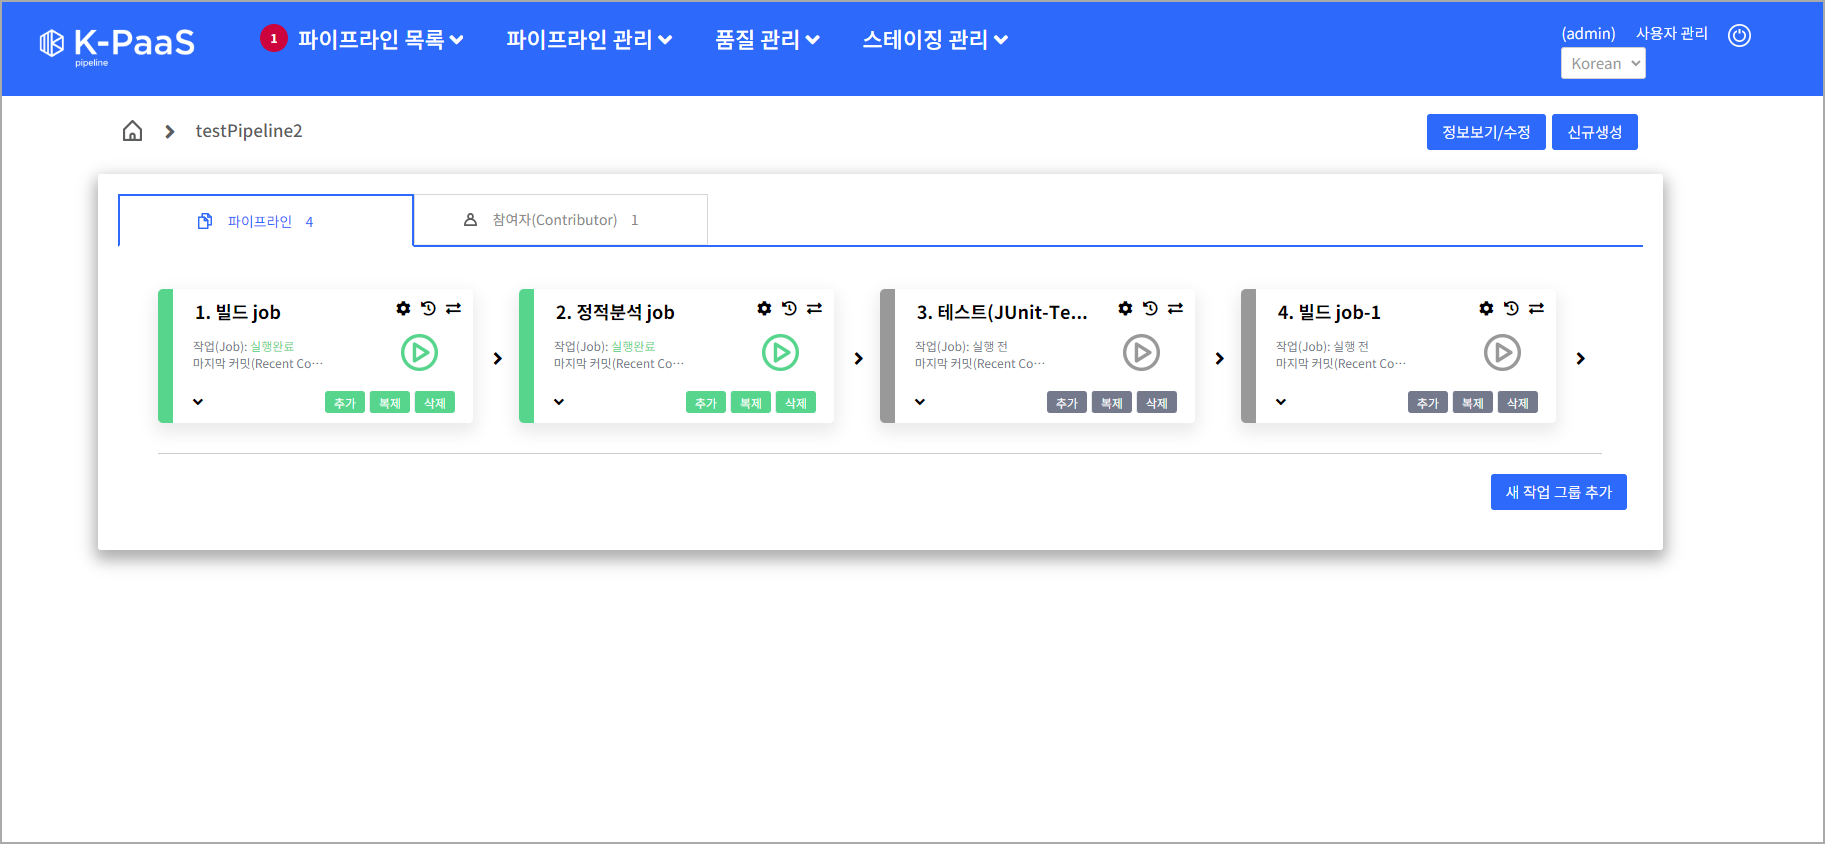 K-PaaS
pipeline
1 파이프라인 목록 파이프라인 관리 품질 관리 스테이징 관리
(admin) 사용자 관리
Korean
testPipeline2
정보보기/수정 신규생성
파이프라인 4 참여자(Contributor) 1
1. 빌드 job
작업(Job): 실행완료
마지막 커밋(Recent Co…
추가 복제 삭제
2. 정적분석 job
작업(Job): 실행완료
마지막 커밋(Recent Co…
추가 복제 삭제
3. 테스트(JUnit-Te...
작업(Job): 실행 전
마지막 커밋(Recent Co…
추가 복제 삭제
4. 빌드 job-1
작업(Job): 실행 전
마지막 커밋(Recent Co…
추가 복제 삭제
새 작업 그룹 추가